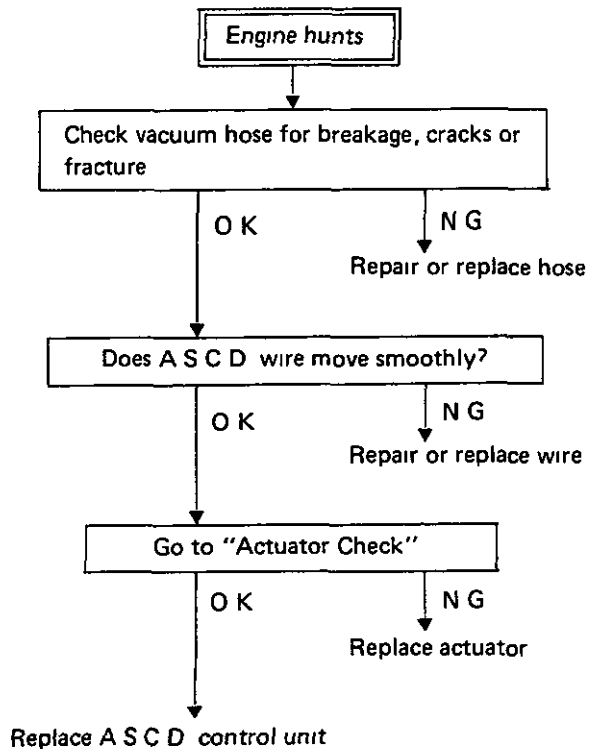 Engine hunts
Check vacuum hose for breakage, cracks or
fracture
O K
N G
Repair or replace hose
Does A S C D wire move smoothly?
O K
N G
Repair or replace wire
Go to "Actuator Check"
O K
N G
Replace actuator
Replace A S C D control unit